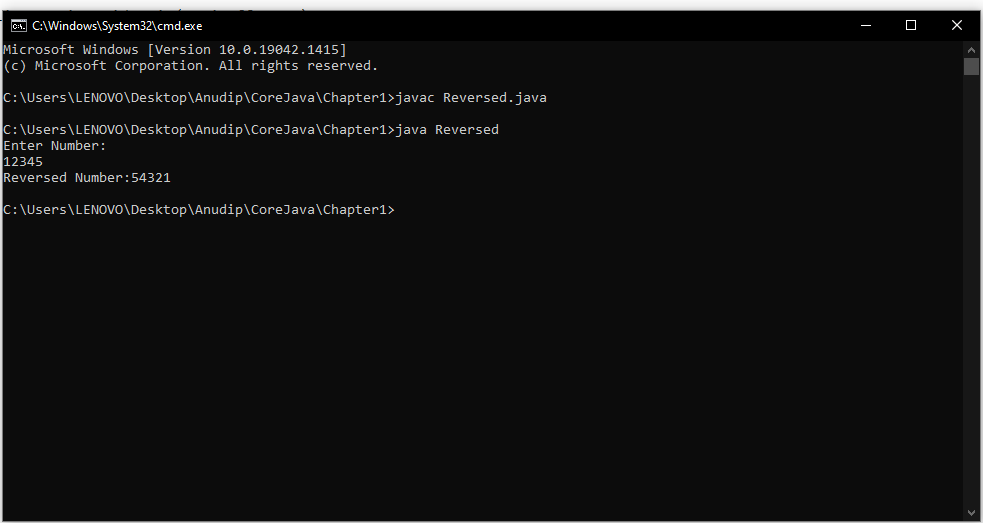 C:\Windows\System32\cmd.exe
Microsoft Windows [Version 10.0.19042.1415]
(c) Microsoft Corporation. All rights reserved.
C:\Users\LENOVO\Desktop\Anudip\CoreJava\Chapter1>javac Reversed.java
C:\Users\LENOVO\Desktop\Anudip\CoreJava\Chapter1>java Reversed
Enter Number:
12345
Reversed Number:54321
C:\Users\LENOVO\Desktop\Anudip\CoreJava\Chapter1>